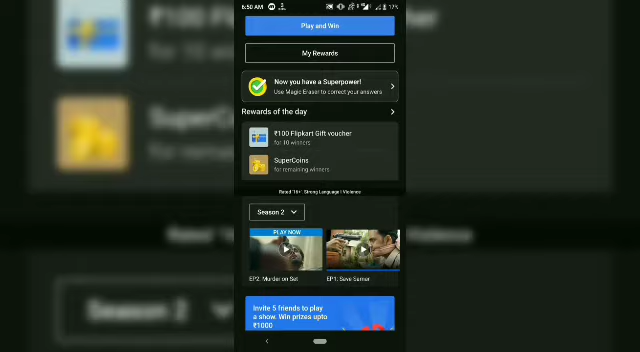 6:50 AM
17%
Play and Win
My Rewards
Now you have a Superpower!
Use Magic Eraser to correct your answers
Rewards of the day
₹100 Flipkart Gift voucher
for 10 winners
SuperCoins
for remaining winners
Rated '16+'. Strong Language I Violence
Season 2
PLAY NOW
EP2: Murder on Set
EP1: Save Samar
Invite 5 friends to play
a show. Win prizes upto
₹1000